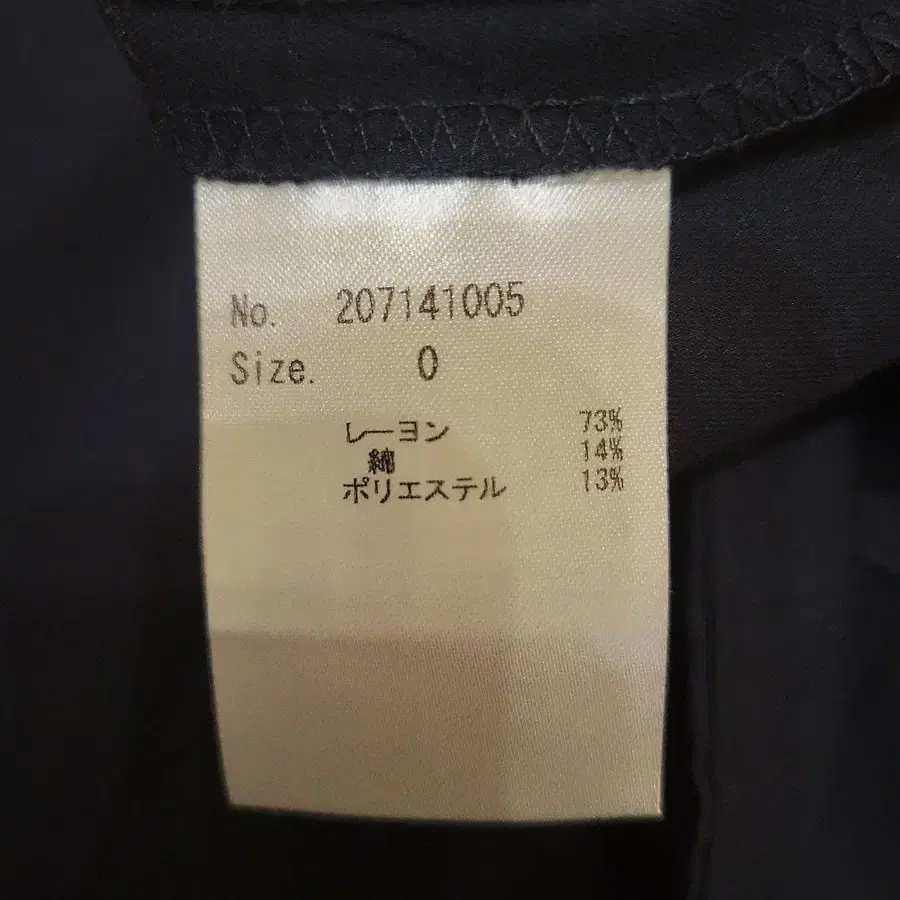 No. 207141005
Size. 0
レーヨン 73%
綿 14%
ポリエステル 13%